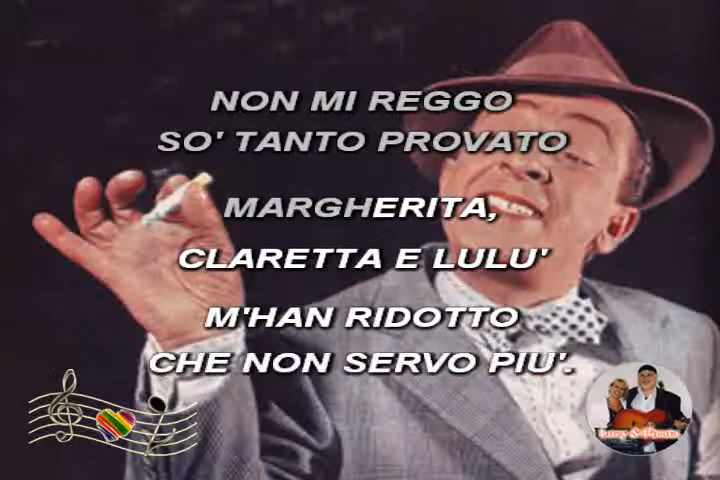 NON MI REGGO
SO' TANTO PROVATO
MARGHERITA,
CLARETTA E LULU'
M'HAN RIDOTTO
CHE NON SERVO PIU'.